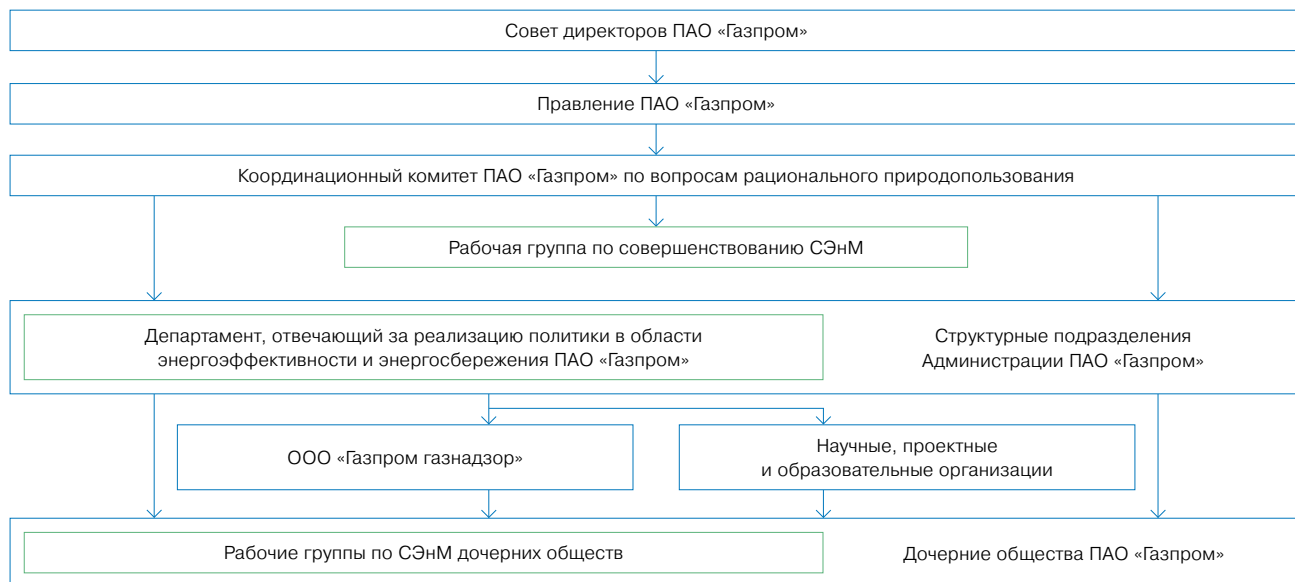 Совет директоров ПАО «Газпром»
Правление ПАО «Газпром»
Координационный комитет ПАО «Газпром» по вопросам рационального природопользования
Рабочая группа по совершенствованию СЭнМ
Департамент, отвечающий за реализацию политики в области
энергоэффективности и энергосбережения ПАО «Газпром»
Структурные подразделения
Администрации ПАО «Газпром»
ООО «Газпром газнадзор»
Научные, проектные
и образовательные организации
Рабочие группы по СЭнМ дочерних обществ
Дочерние общества ПАО «Газпром»